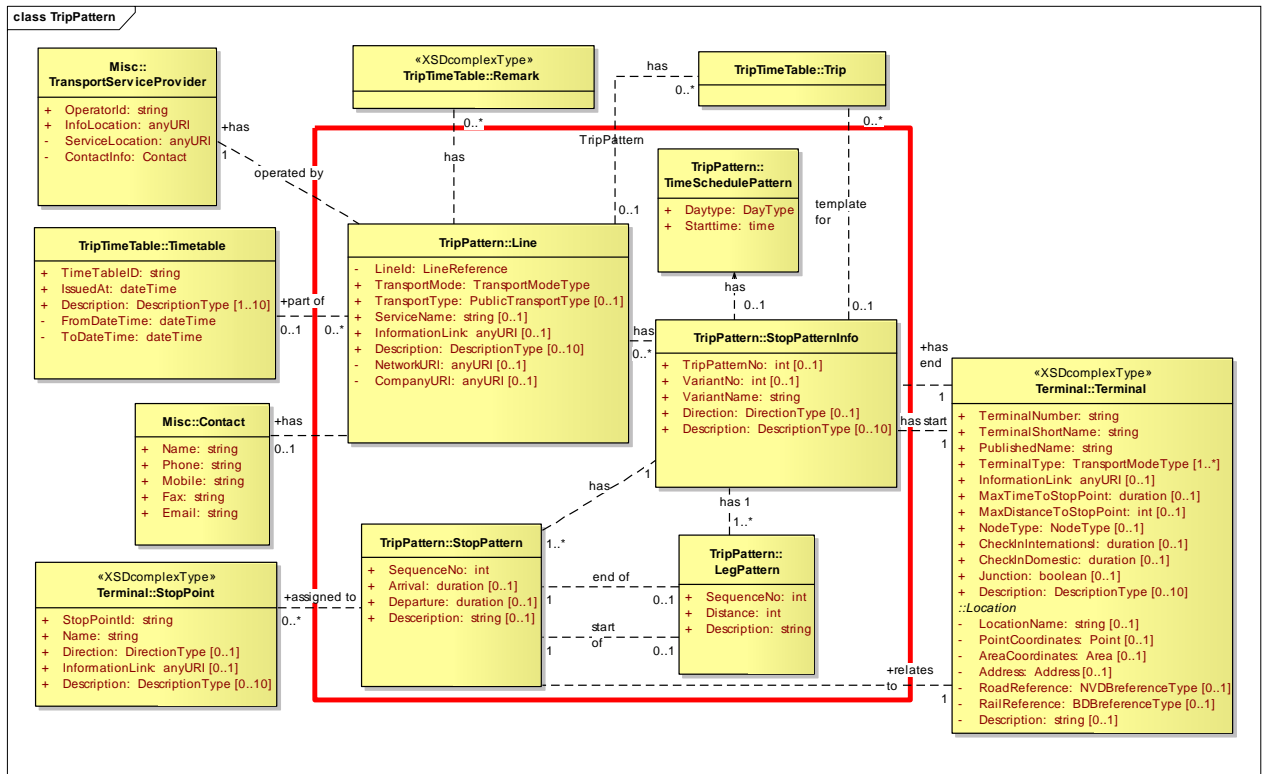 class TripPattern
Misc::
TransportServiceProvider
+ OperatorId: string
+ InfoLocation: anyURI
- ServiceLocation: anyURI
- ContactInfo: Contact
«XSDcomplexType»
TripTimeTable::Remark
TripTimeTable::Trip
has
0..*
0..*
0..*
+has
1
operated by
has
TripPattern
0..1
template
for
0..1
TripPattern::
TimeSchedulePattern
+ Daytype: DayType
+ Starttime: time
has
0..1
TripTimeTable::Timetable
+ TimeTableID: string
+ IssuedAt: dateTime
+ Description: DescriptionType [1..10]
- FromDateTime: dateTime
- ToDateTime: dateTime
+part of
0..1
0..*
TripPattern::Line
- LineId: LineReference
+ TransportMode: TransportModeType
+ TransportType: PublicTransportType [0..1]
+ ServiceName: string [0..1]
+ InformationLink: anyURI [0..1]
+ Description: DescriptionType [0..10]
- NetworkURI: anyURI [0..1]
- CompanyURI: anyURI [0..1]
has
0..*
TripPattern::StopPatternInfo
+ TripPatternNo: int [0..1]
+ VariantNo: int [0..1]
+ VariantName: string
+ Direction: DirectionType [0..1]
+ Description: DescriptionType [0..10]
+has
end
1
has start
1
«XSDcomplexType»
Terminal::Terminal
+ TerminalNumber: string
+ TerminalShortName: string
+ PublishedName: string
+ TerminalType: TransportModeType [1..*]
+ InformationLink: anyURI [0..1]
+ MaxTimeToStopPoint: duration [0..1]
+ MaxDistanceToStopPoint: int [0..1]
+ NodeType: NodeType [0..1]
+ CheckInInternationsl: duration [0..1]
+ CheckInDomestic: duration [0..1]
+ Junction: boolean [0..1]
+ Description: DescriptionType [0..10]
::Location
- LocationName: string [0..1]
- PointCoordinates: Point [0..1]
- AreaCoordinates: Area [0..1]
- Address: Address [0..1]
- RoadReference: NVDBreferenceType [0..1]
- RailReference: BDBreferenceType [0..1]
- Description: string [0..1]
Misc::Contact
+ Name: string
+ Phone: string
+ Mobile: string
+ Fax: string
+ Email: string
+has
0..1
has
1
1..*
has 1
1..*
TripPattern::StopPattern
+ SequenceNo: int
+ Arrival: duration [0..1]
+ Departure: duration [0..1]
+ Desceription: string [0..1]
end of
1
0..1
start
of
1
0..1
TripPattern::
LegPattern
+ SequenceNo: int
+ Distance: int
+ Description: string
«XSDcomplexType»
Terminal::StopPoint
+ StopPointId: string
+ Name: string
+ Direction: DirectionType [0..1]
+ InformationLink: anyURI [0..1]
+ Description: DescriptionType [0..10]
+assigned to
0..*
+relates
to
1